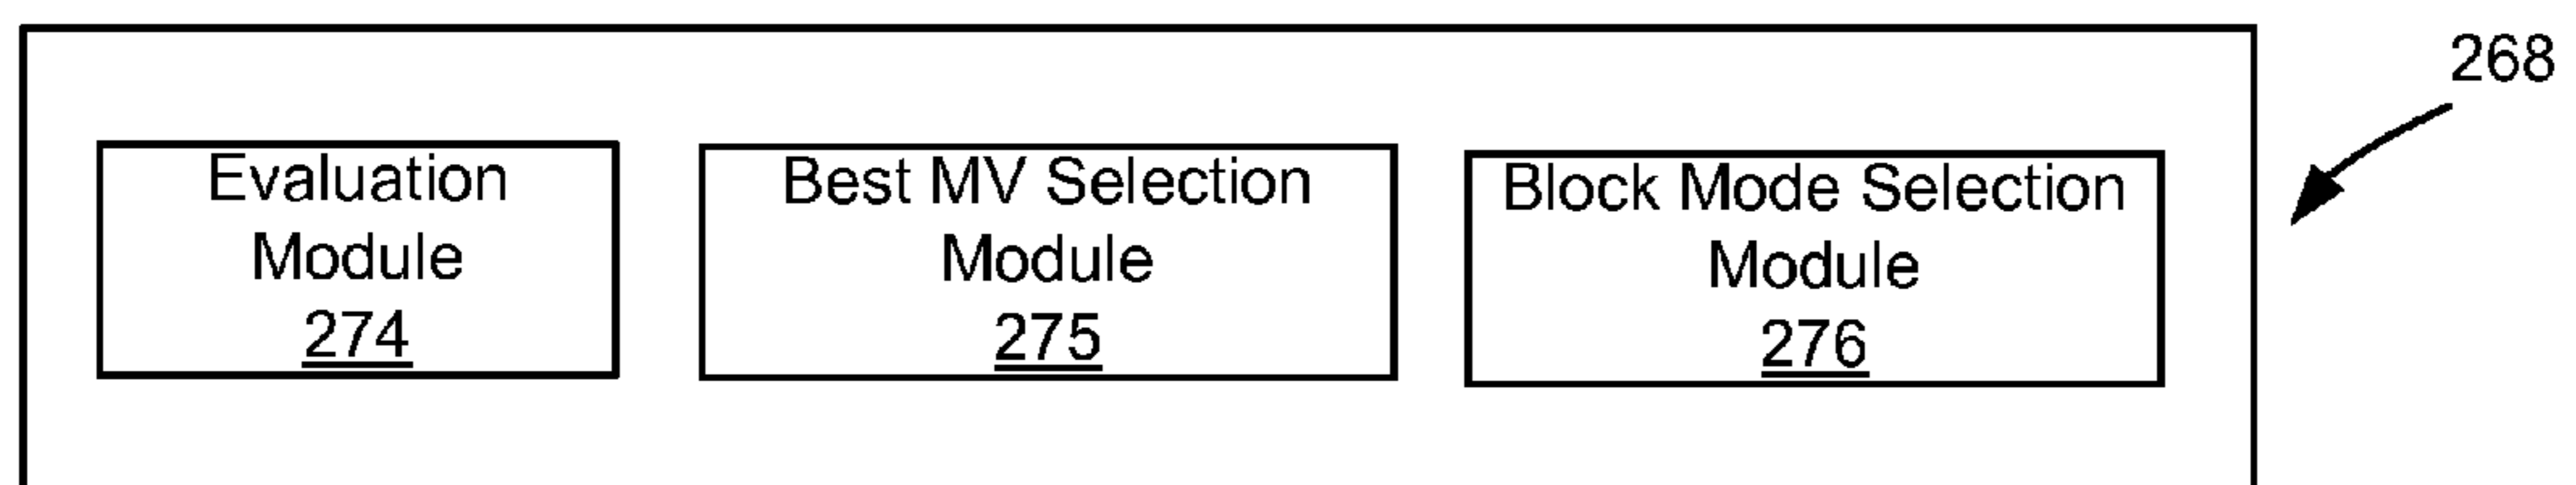 268
Evaluation
Module
274
Best MV Selection
Module
275
Block Mode Selection
Module
276